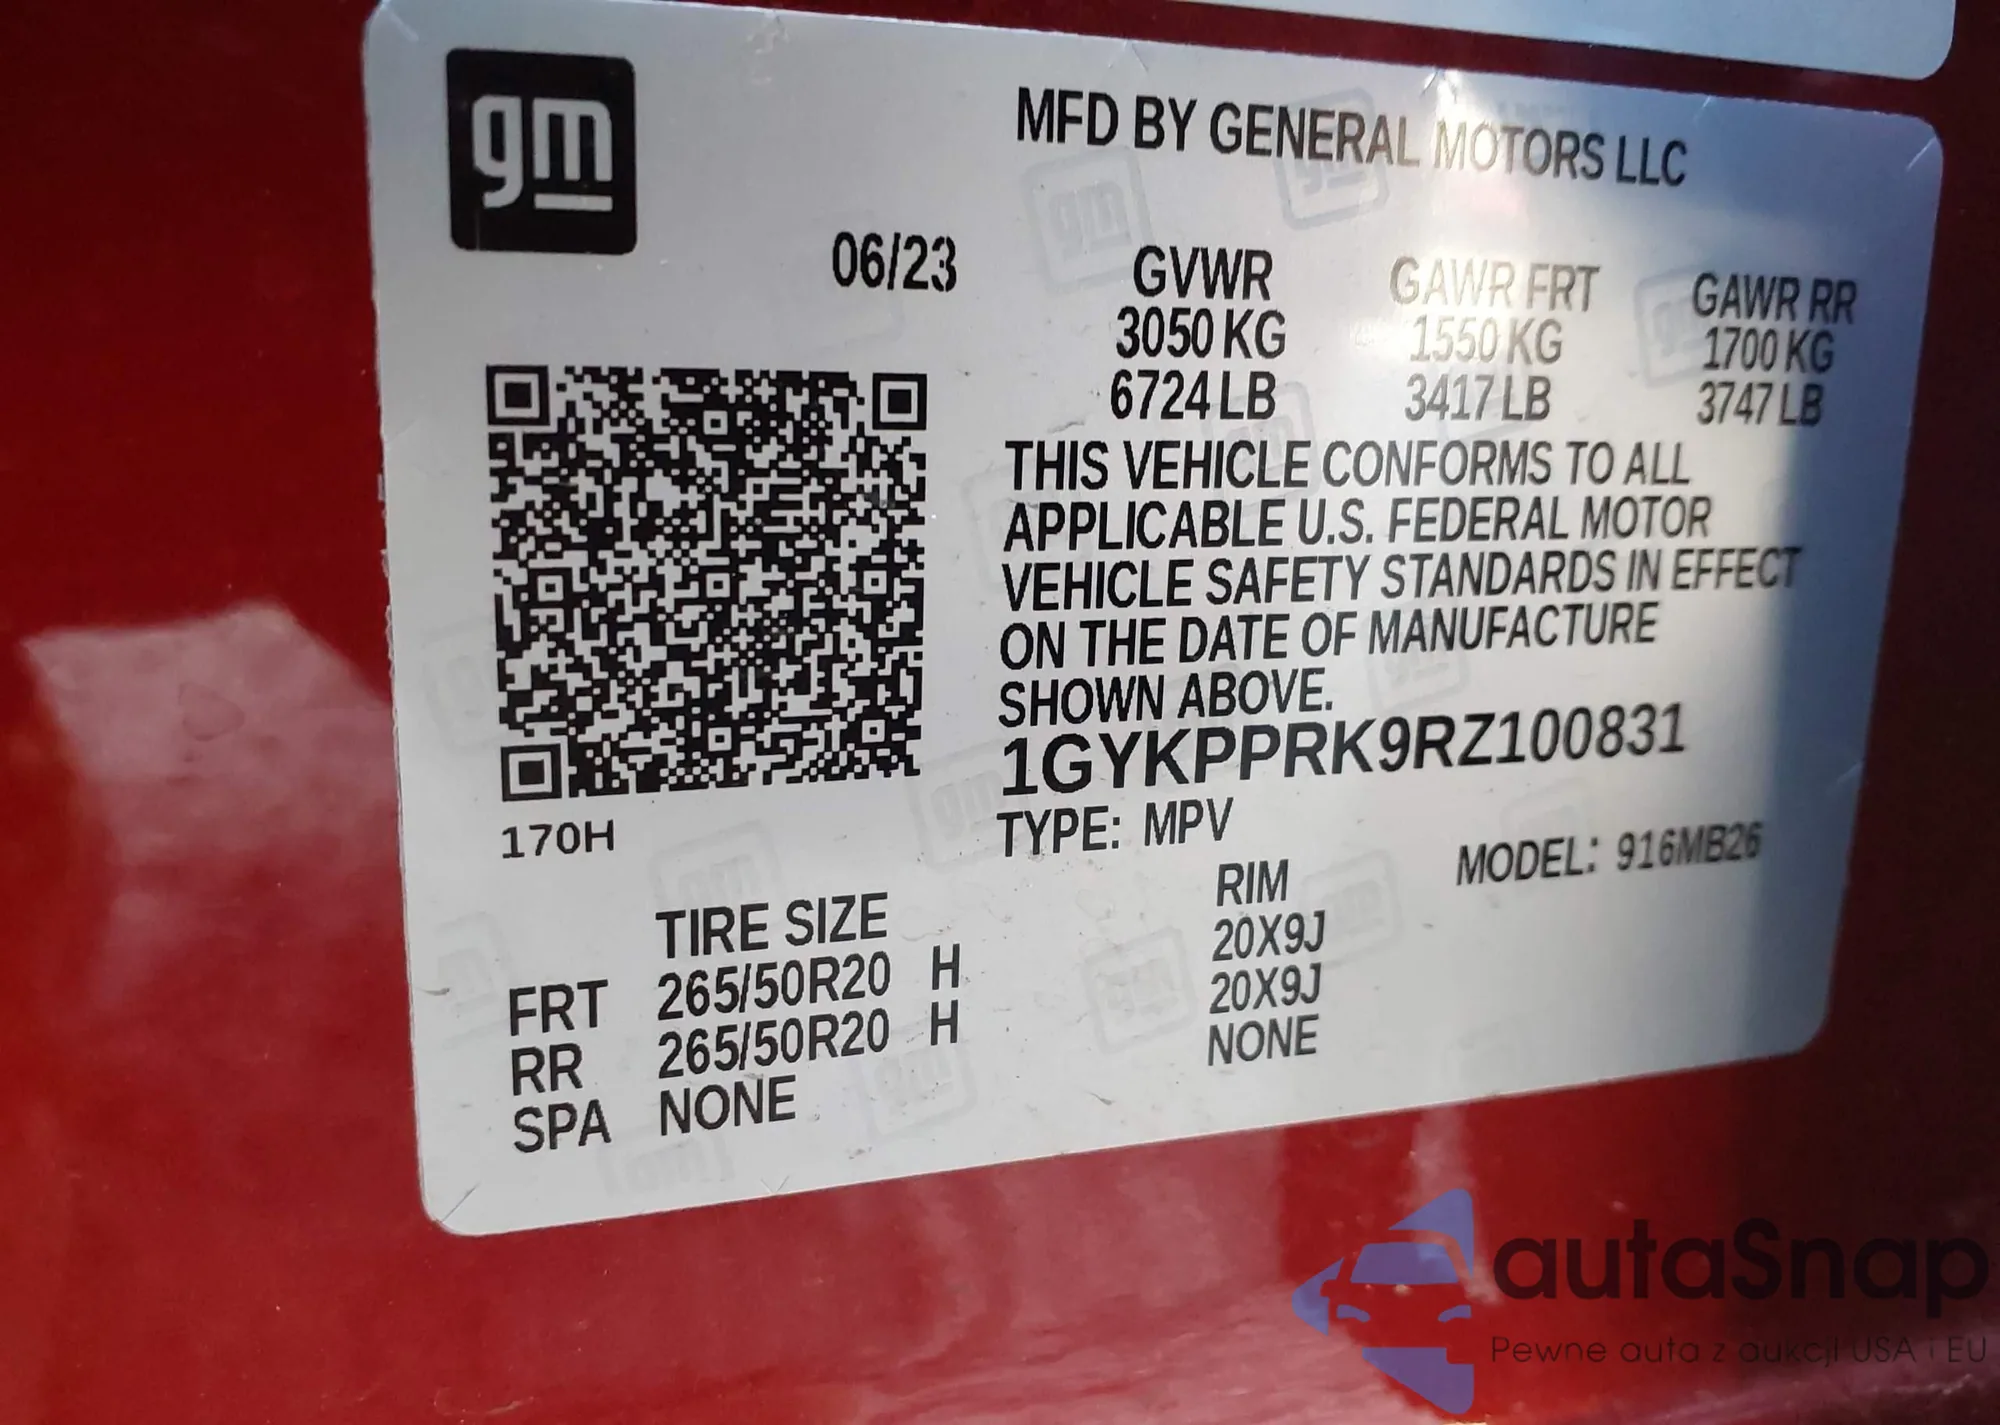 gm
MFD BY GENERAL MOTORS LLC
06/23
GVWR GAWR FRT GAWR RR
3050 KG 1550 KG 1700 KG
6724 LB 3417 LB 3747 LB
THIS VEHICLE CONFORMS TO ALL
APPLICABLE U.S. FEDERAL MOTOR
VEHICLE SAFETY STANDARDS IN EFFECT
ON THE DATE OF MANUFACTURE
SHOWN ABOVE.
1GYKPPRK9RZ100831
170H
TYPE: MPV MODEL: 916MB26
TIRE SIZE RIM
FRT 265/50R20 H 20X9J
RR 265/50R20 H 20X9J
SPA NONE NONE
autaSnap
Pewne auta z aukcji USA i EU